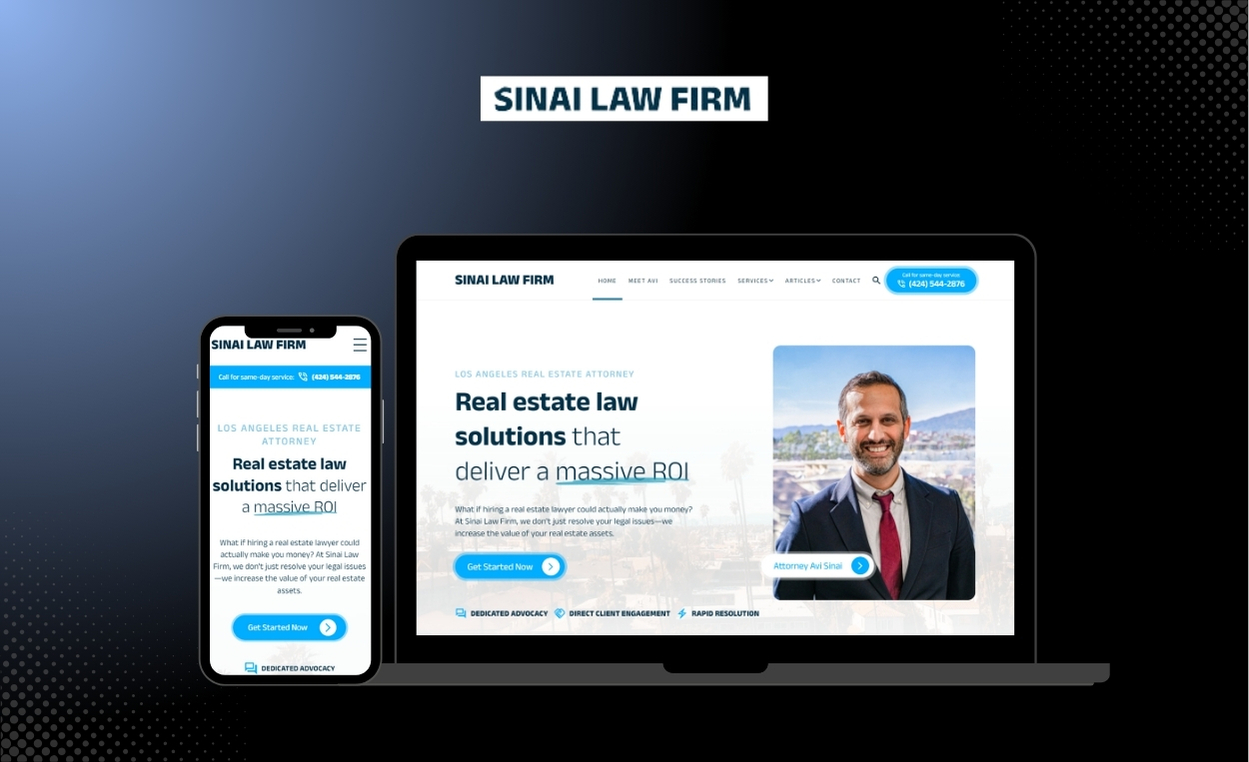 SINAI LAW FIRM
SINAI LAW FIRM
HOME MEET AVI SUCCESS STORIES SERVICES ARTICLES CONTACT
Call for same-day service:
(424) 544-2876
LOS ANGELES REAL ESTATE ATTORNEY
Real estate law
solutions that
deliver a massive ROI
What if hiring a real estate lawyer could actually make you money?
At Sinai Law Firm, we don't just resolve your legal issues—we
increase the value of your real estate assets.
Get Started Now
Attorney Avi Sinai
DEDICATED ADVOCACY DIRECT CLIENT ENGAGEMENT RAPID RESOLUTION
SINAI LAW FIRM
Call for same-day service: (424) 544-2876
LOS ANGELES REAL ESTATE
ATTORNEY
Real estate law
solutions that deliver
a massive ROI
What if hiring a real estate lawyer could
actually make you money? At Sinai Law
Firm, we don't just resolve your legal issues
—we increase the value of your real estate
assets.
Get Started Now
DEDICATED ADVOCACY